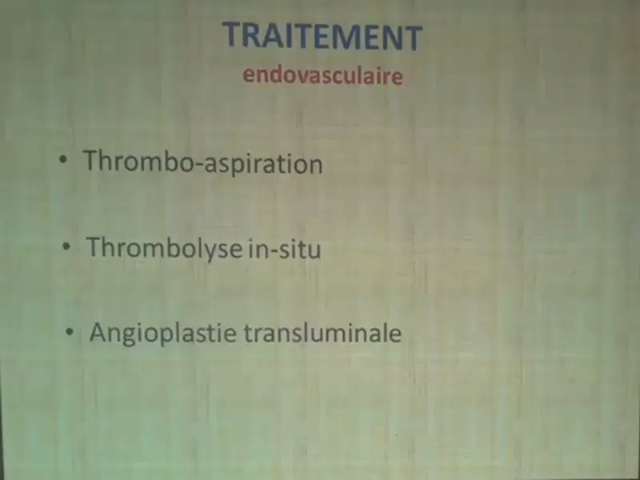 TRAITEMENT
endovasculaire
• Thrombo-aspiration
• Thrombolyse in-situ
• Angioplastie transluminale